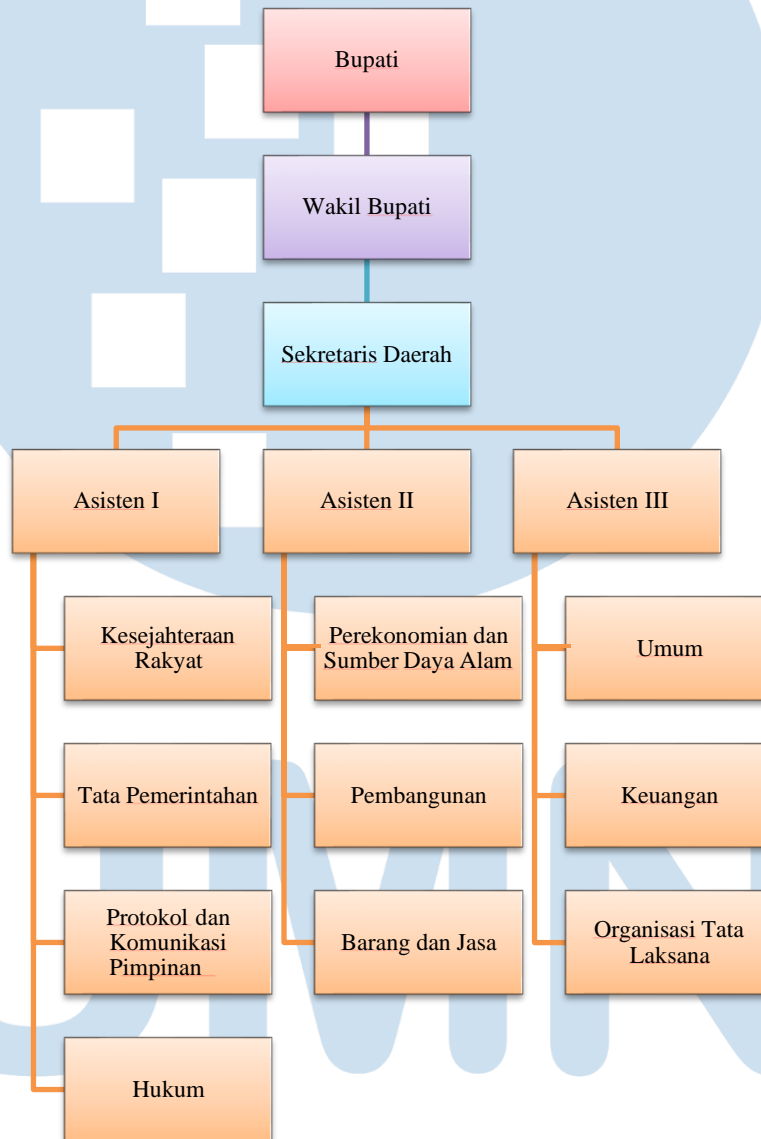 Bupati
Wakil Bupati
Sekretaris Daerah
Asisten I
Asisten II
Asisten III
Kesejahteraan
Rakyat
Perekonomian dan
Sumber Daya Alam
Umum
Tata Pemerintahan
Pembangunan
Keuangan
Protokol dan
Komunikasi
Pimpinan
Barang dan Jasa
Organisasi Tata
Laksana
Hukum
UMN